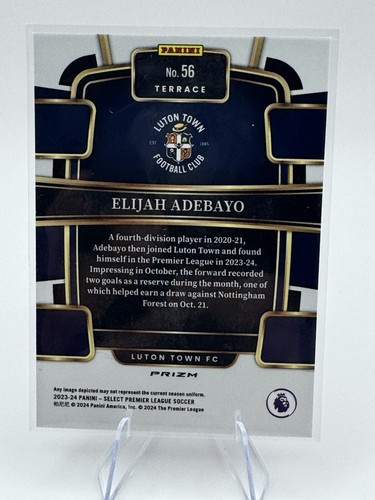 PANINI
No. 56
TERRACE
LUTON TOWN
EST 1885
FOOTBALL CLUB
ELIJAH ADEBAYO
A fourth-division player in 2020-21,
Adebayo then joined Luton Town and found
himself in the Premier League in 2023-24.
Impressing in October, the forward recorded
two goals as a reserve during the month, one of
which helped earn a draw against Nottingham
Forest on Oct. 21.
LUTON TOWN FC
PRIZM
Any image depicted may not represent the current season uniform.
2023-24 PANINI – SELECT PREMIER LEAGUE SOCCER
帕尼尼 © 2024 Panini America, Inc. © 2024 The Premier League